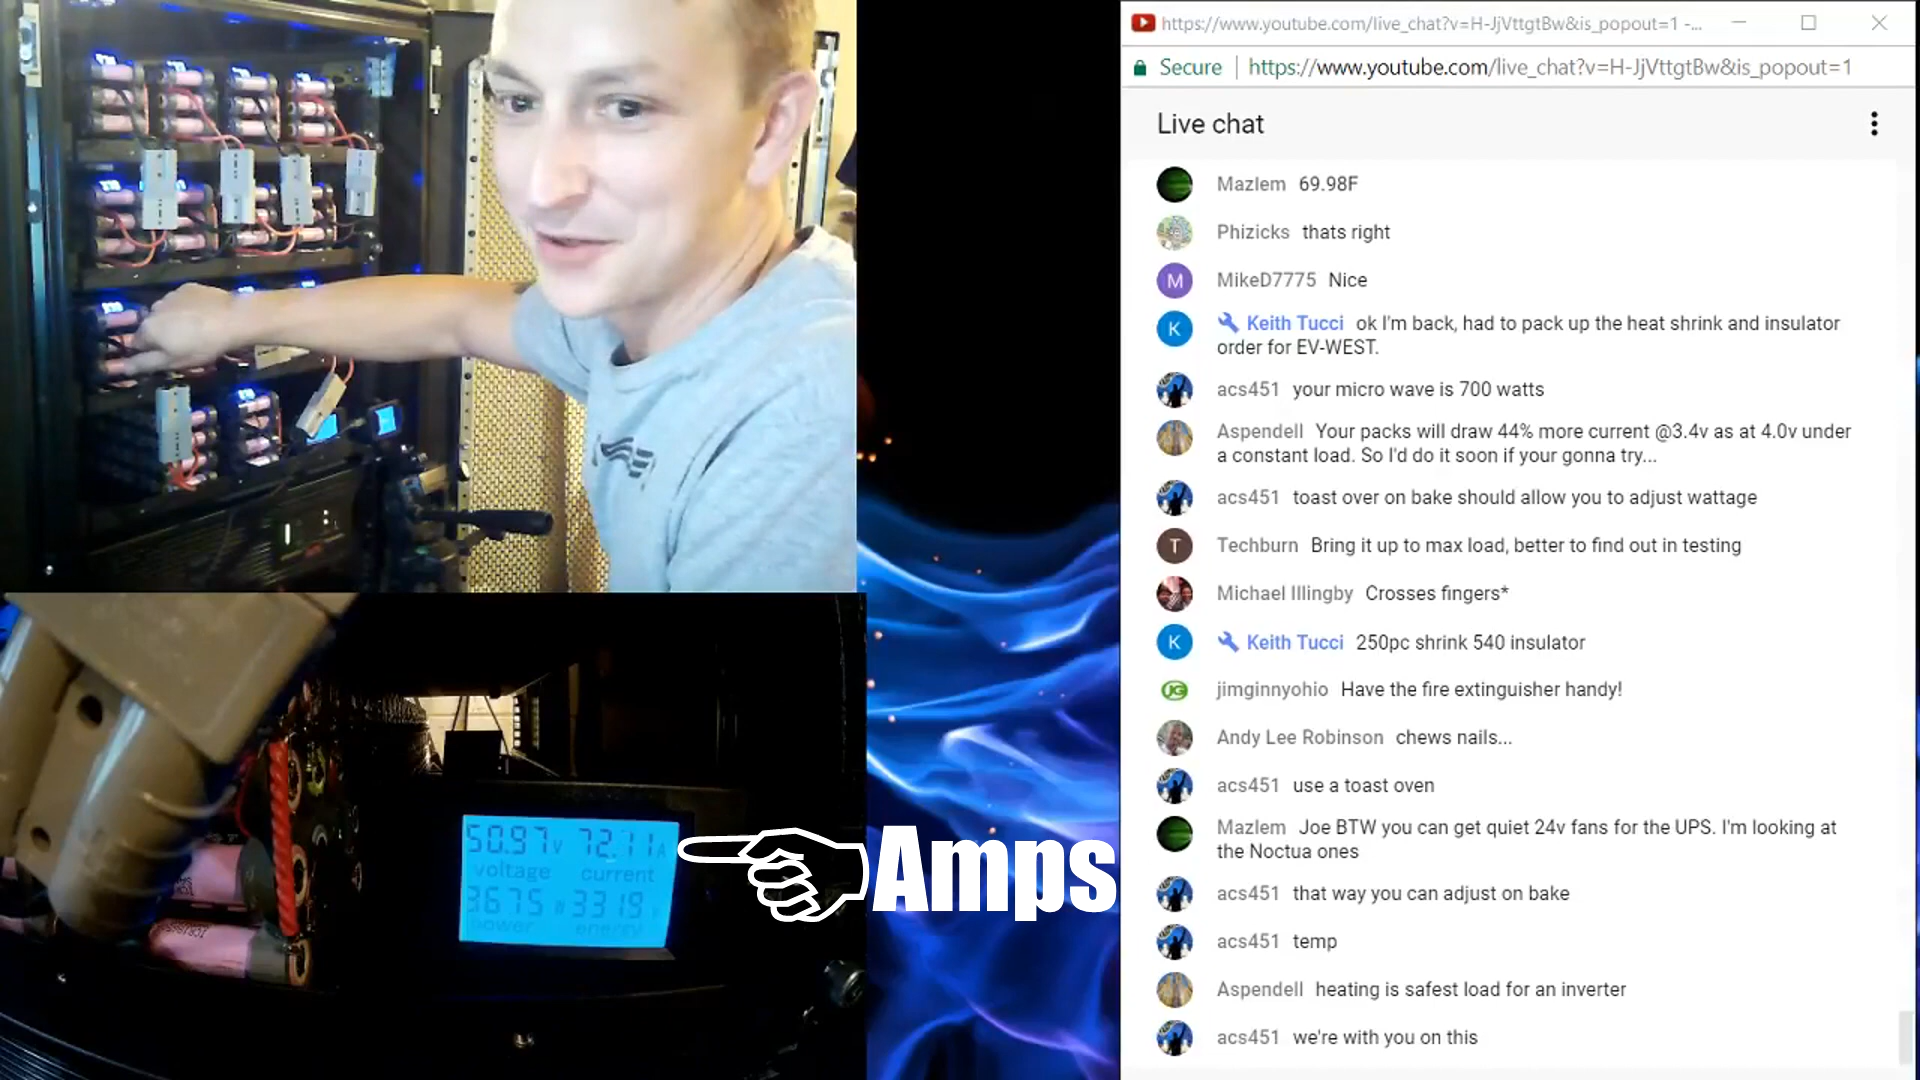 https://www.youtube.com/live_chat?v=H-JjVttgtBw&is_popout=1 -...
Secure
https://www.youtube.com/live_chat?v=H-JjVttgtBw&is_popout=1
Live chat
Mazlem 69.98F
Phizicks thats right
M
MikeD7775 Nice
K
Keith Tucci ok I'm back, had to pack up the heat shrink and insulator
order for EV-WEST.
acs451 your micro wave is 700 watts
Aspendell Your packs will draw 44% more current @3.4v as at 4.0v under
a constant load. So I'd do it soon if your gonna try...
acs451 toast over on bake should allow you to adjust wattage
T
Techburn Bring it up to max load, better to find out in testing
Michael Illingby Crosses fingers*
K
Keith Tucci 250pc shrink 540 insulator
jimginnyohio Have the fire extinguisher handy!
Andy Lee Robinson chews nails...
acs451 use a toast oven
Mazlem Joe BTW you can get quiet 24v fans for the UPS. I'm looking at
the Noctua ones
acs451 that way you can adjust on bake
acs451 temp
Aspendell heating is safest load for an inverter
acs451 we're with you on this
50.97V 72.11A
voltage current
3675 3319
power energy
Amps